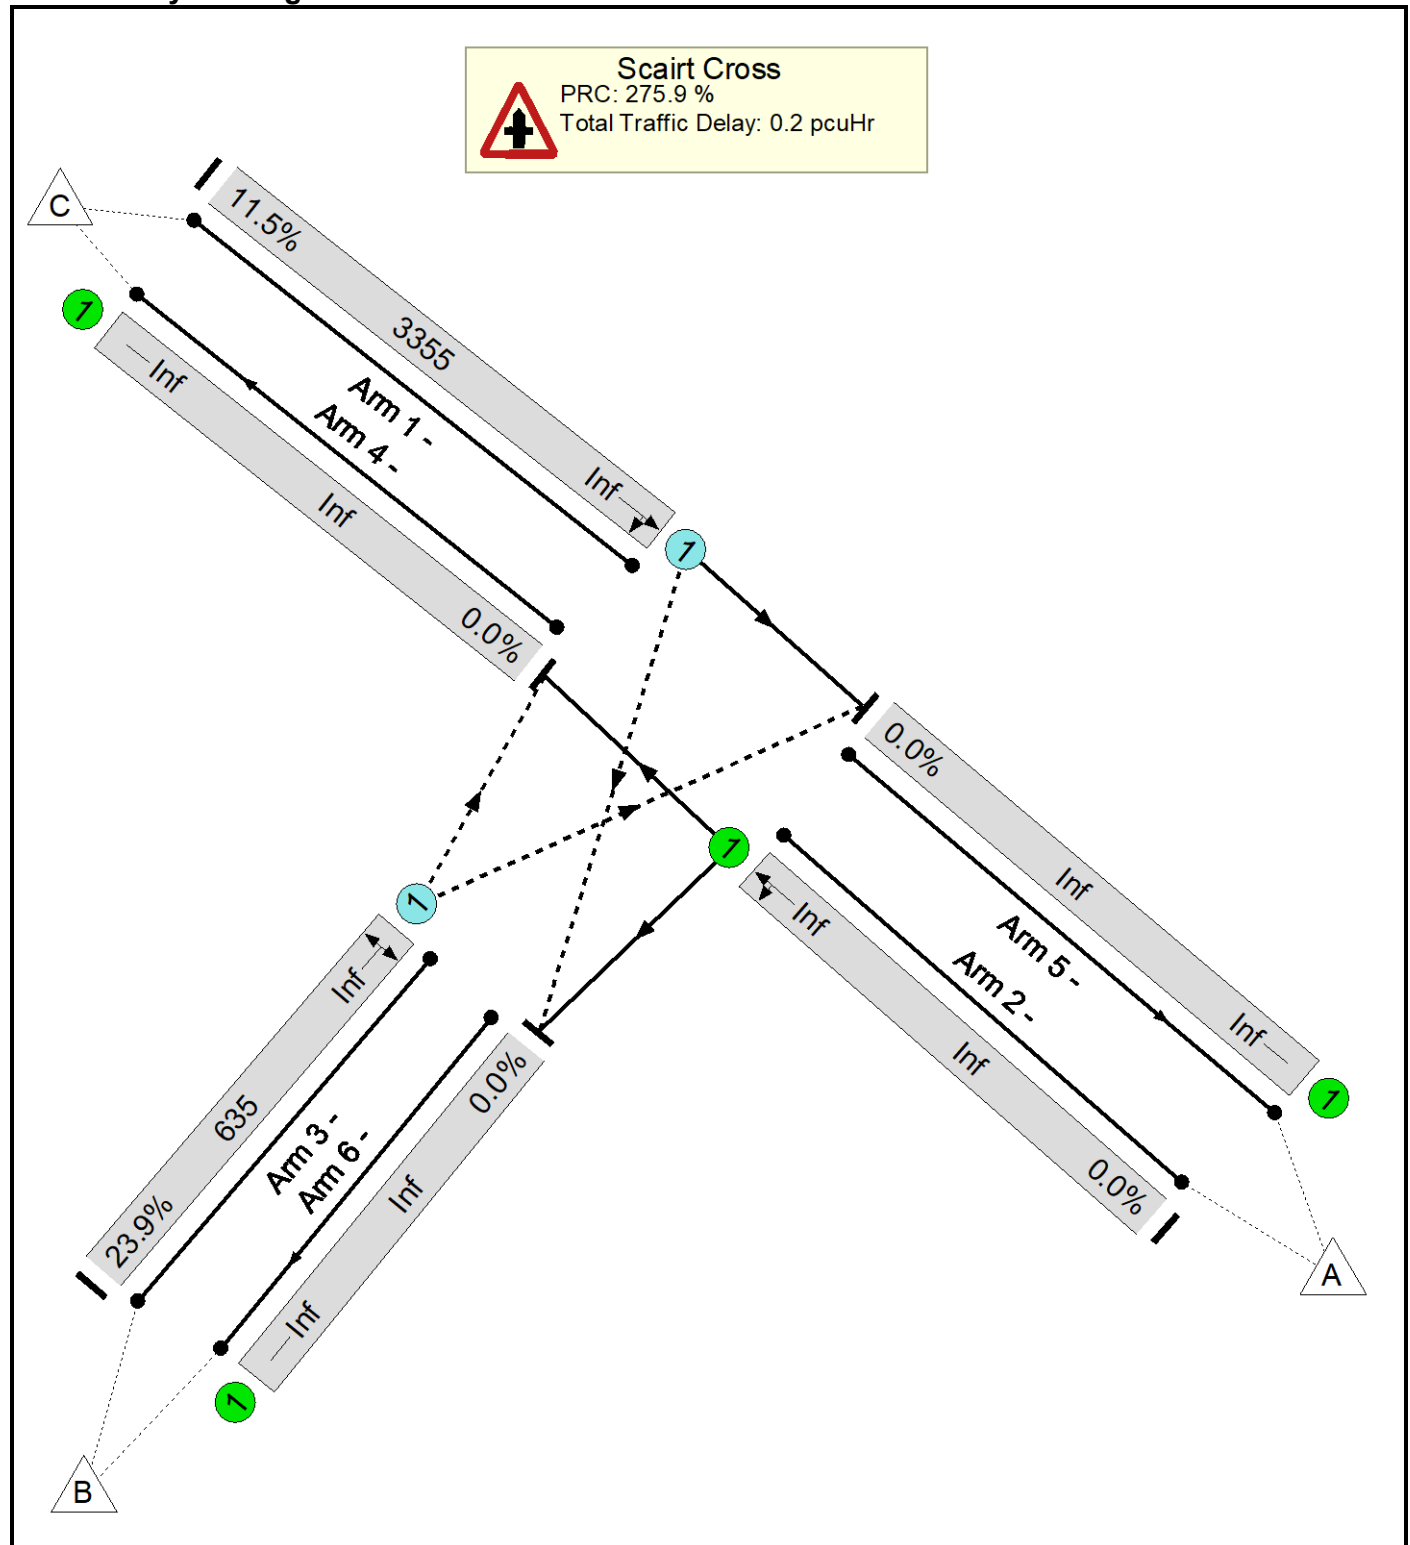 Scairt Cross
PRC: 275.9 %
Total Traffic Delay: 0.2 pcuHr
C
11.5%
3355
Inf
1
1
Inf
Inf
0.0%
Arm 1 -
Arm 4 -
0.0%
Inf
Inf
1
Arm 5 -
Arm 2 -
1
Inf
Inf
0.0%
A
1
Inf
635
23.9%
Arm 3 -
Arm 6 -
0.0%
Inf
Inf
1
B